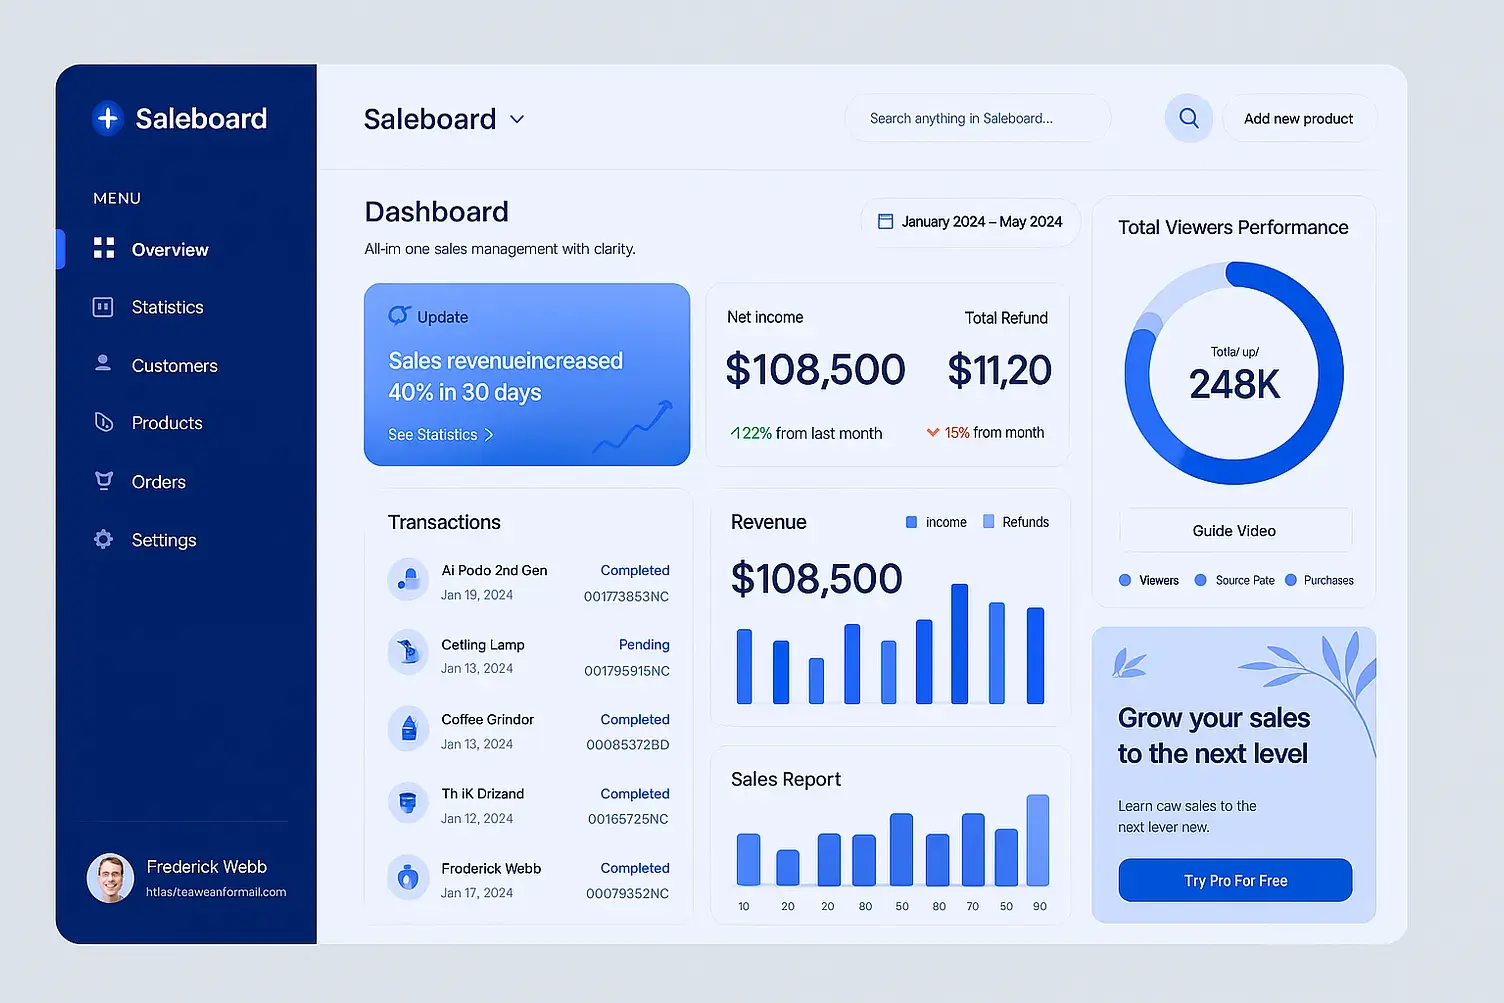 Saleboard
MENU
Overview
Statistics
Customers
Products
Orders
Settings
Frederick Webb
htlas/teaweanformail.com
Saleboard
Search anything in Saleboard...
Add new product
Dashboard
All-im one sales management with clarity.
January 2024 – May 2024
Update
Sales revenueincreased
40% in 30 days
See Statistics
Net income
Total Refund
$108,500
$11,20
22% from last month
15% from month
Transactions
Ai Podo 2nd Gen
Completed
Jan 19, 2024
001773853NC
Cetling Lamp
Pending
Jan 13, 2024
001795915NC
Coffee Grindor
Completed
Jan 13, 2024
00085372BD
Th iK Drizand
Completed
Jan 12, 2024
00165725NC
Froderick Webb
Completed
Jan 17, 2024
00079352NC
Revenue
income
Refunds
$108,500
Sales Report
10 20 20 80 50 80 70 50 90
Total Viewers Performance
Totla/ up/
248K
Guide Video
Viewers
Source Pate
Purchases
Grow your sales
to the next level
Learn caw sales to the
next lever new.
Try Pro For Free